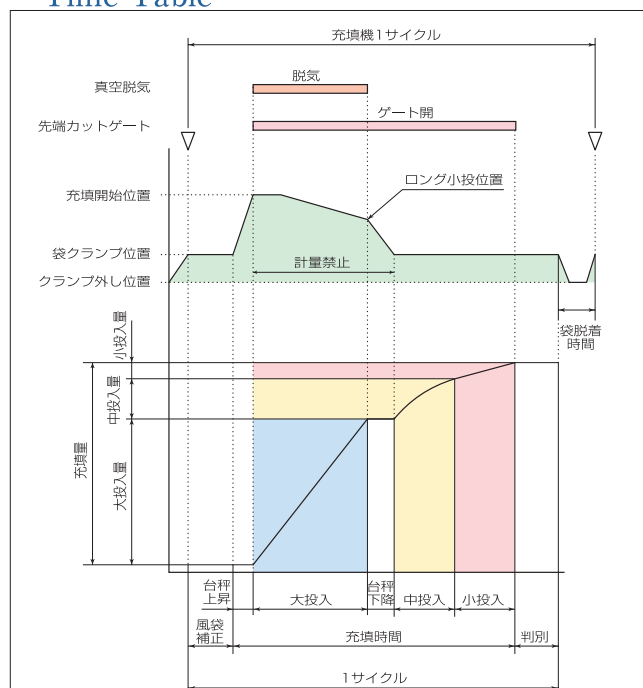 Time Table
充填機1サイクル
真空脱気
脱気
先端カットゲート
ゲート開
充填開始位置
ロング小投位置
袋クランプ位置
計量禁止
クランプ外し位置
袋脱着
時間
小投入量
中投入量
大投入量
充填量
台秤
上昇
大投入
台秤
下降
中投入
小投入
風袋
補正
充填時間
判別
1サイクル